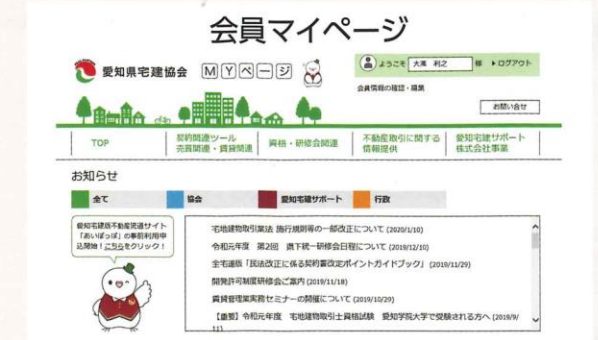 会員マイページ
愛知県宅建協会 MYページ
ようこそ 大濱 利之 様 ▶ログアウト
会員情報の確認・編集
お問い合せ
TOP
契約関連ツール
売買関連・賃貸関連
資格・研修会関連
不動産取引に関する
情報提供
愛知宅建サポート
株式会社事業
お知らせ
全て
協会
愛知宅建サポート
行政
愛知宅建版不動産流通サイト
「あいぽっぽ」の事前利用申
込開始！こちらをクリック！
宅地建物取引業法 施行規則等の一部改正について (2020/1/10)
令和元年度 第2回 県下統一研修会日程について (2019/12/10)
全宅連版「民法改正に係る契約書改定ポイントガイドブック」 (2019/11/29)
開発許可制度研修会ご案内 (2019/11/18)
賃貸管理業実務セミナーの開催について (2019/10/29)
【重要】令和元年度 宅地建物取引士資格試験 愛知学院大学で受験される方へ (2019/9/
11)